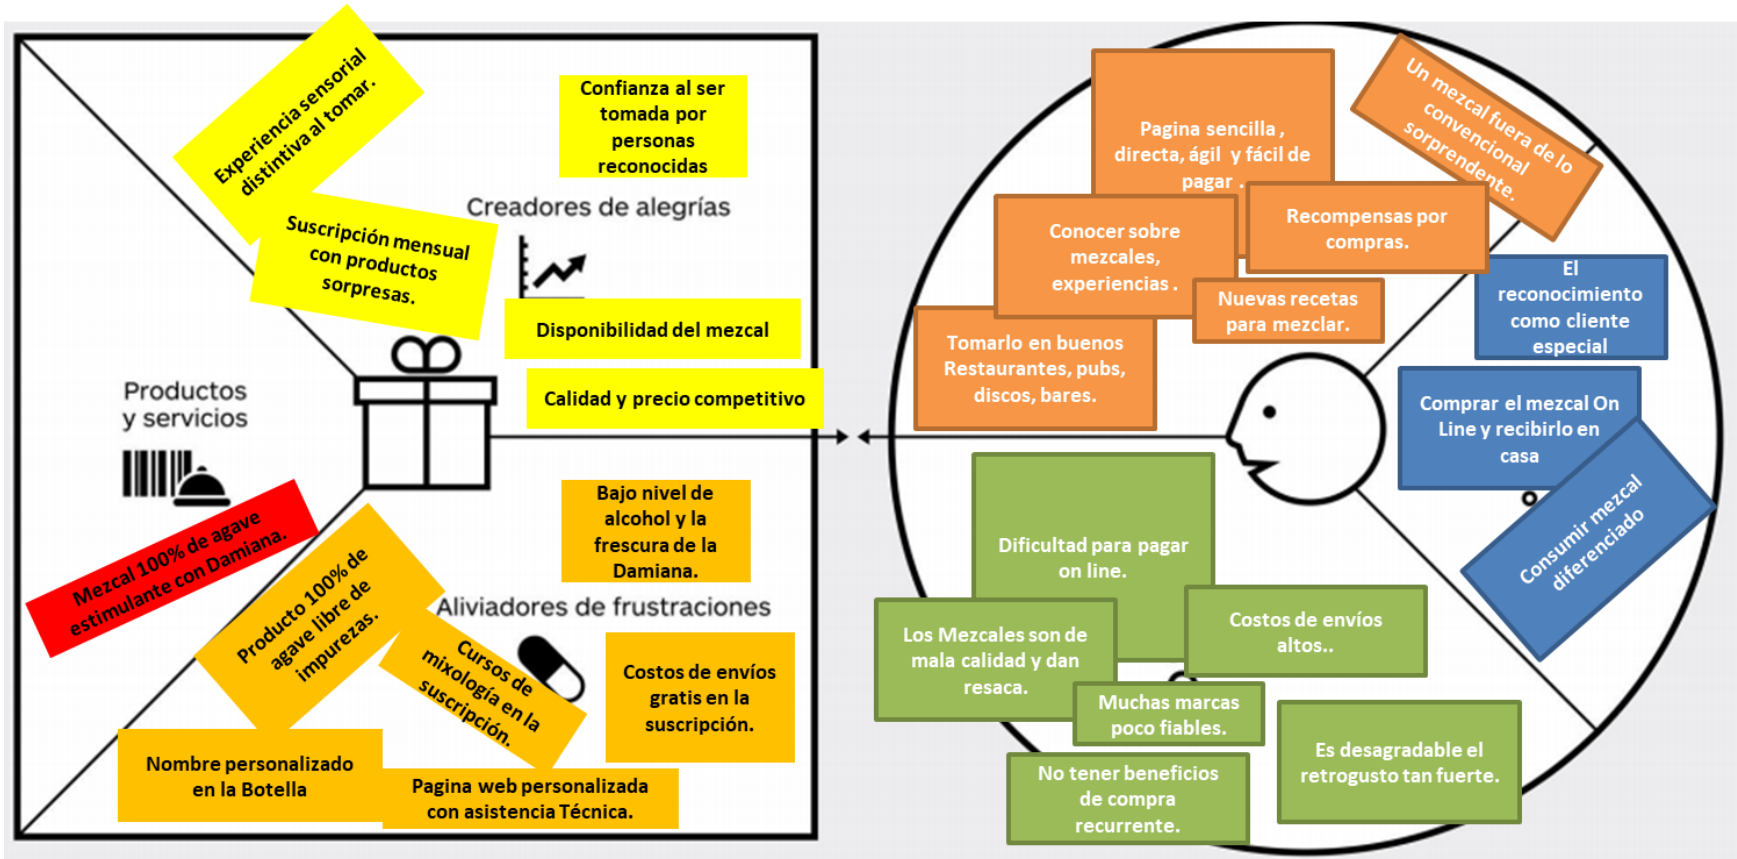 Experiencia sensorial
distintiva al tomar.
Confianza al ser
tomada por
personas
reconocidas
Creadores de alegrías
Suscripción mensual
con productos
sorpresas.
Disponibilidad del mezcal
Calidad y precio competitivo
Productos
y servicios
Mezcal 100% de agave
estimulante con Damiana.
Bajo nivel de
alcohol y la
frescura de la
Damiana.
Producto 100% de
agave libre de
impurezas.
Aliviadores de frustraciones
Cursos de
mixología en la
suscripción.
Costos de envíos
gratis en la
suscripción.
Nombre personalizado
en la Botella
Pagina web personalizada
con asistencia Técnica.
Pagina sencilla ,
directa, ágil y fácil de
pagar .
Un mezcal fuera de lo
convencional
sorprendente.
Conocer sobre
mezcales,
experiencias .
Recompensas por
compras.
Nuevas recetas
para mezclar.
Tomarlo en buenos
Restaurantes, pubs,
discos, bares.
El
reconocimiento
como cliente
especial
Comprar el mezcal On
Line y recibirlo en
casa
Consumir mezcal
diferenciado
Dificultad para pagar
on line.
Los Mezcales son de
mala calidad y dan
resaca.
Costos de envíos
altos..
Muchas marcas
poco fiables.
No tener beneficios
de compra
recurrente.
Es desagradable el
retrogusto tan fuerte.